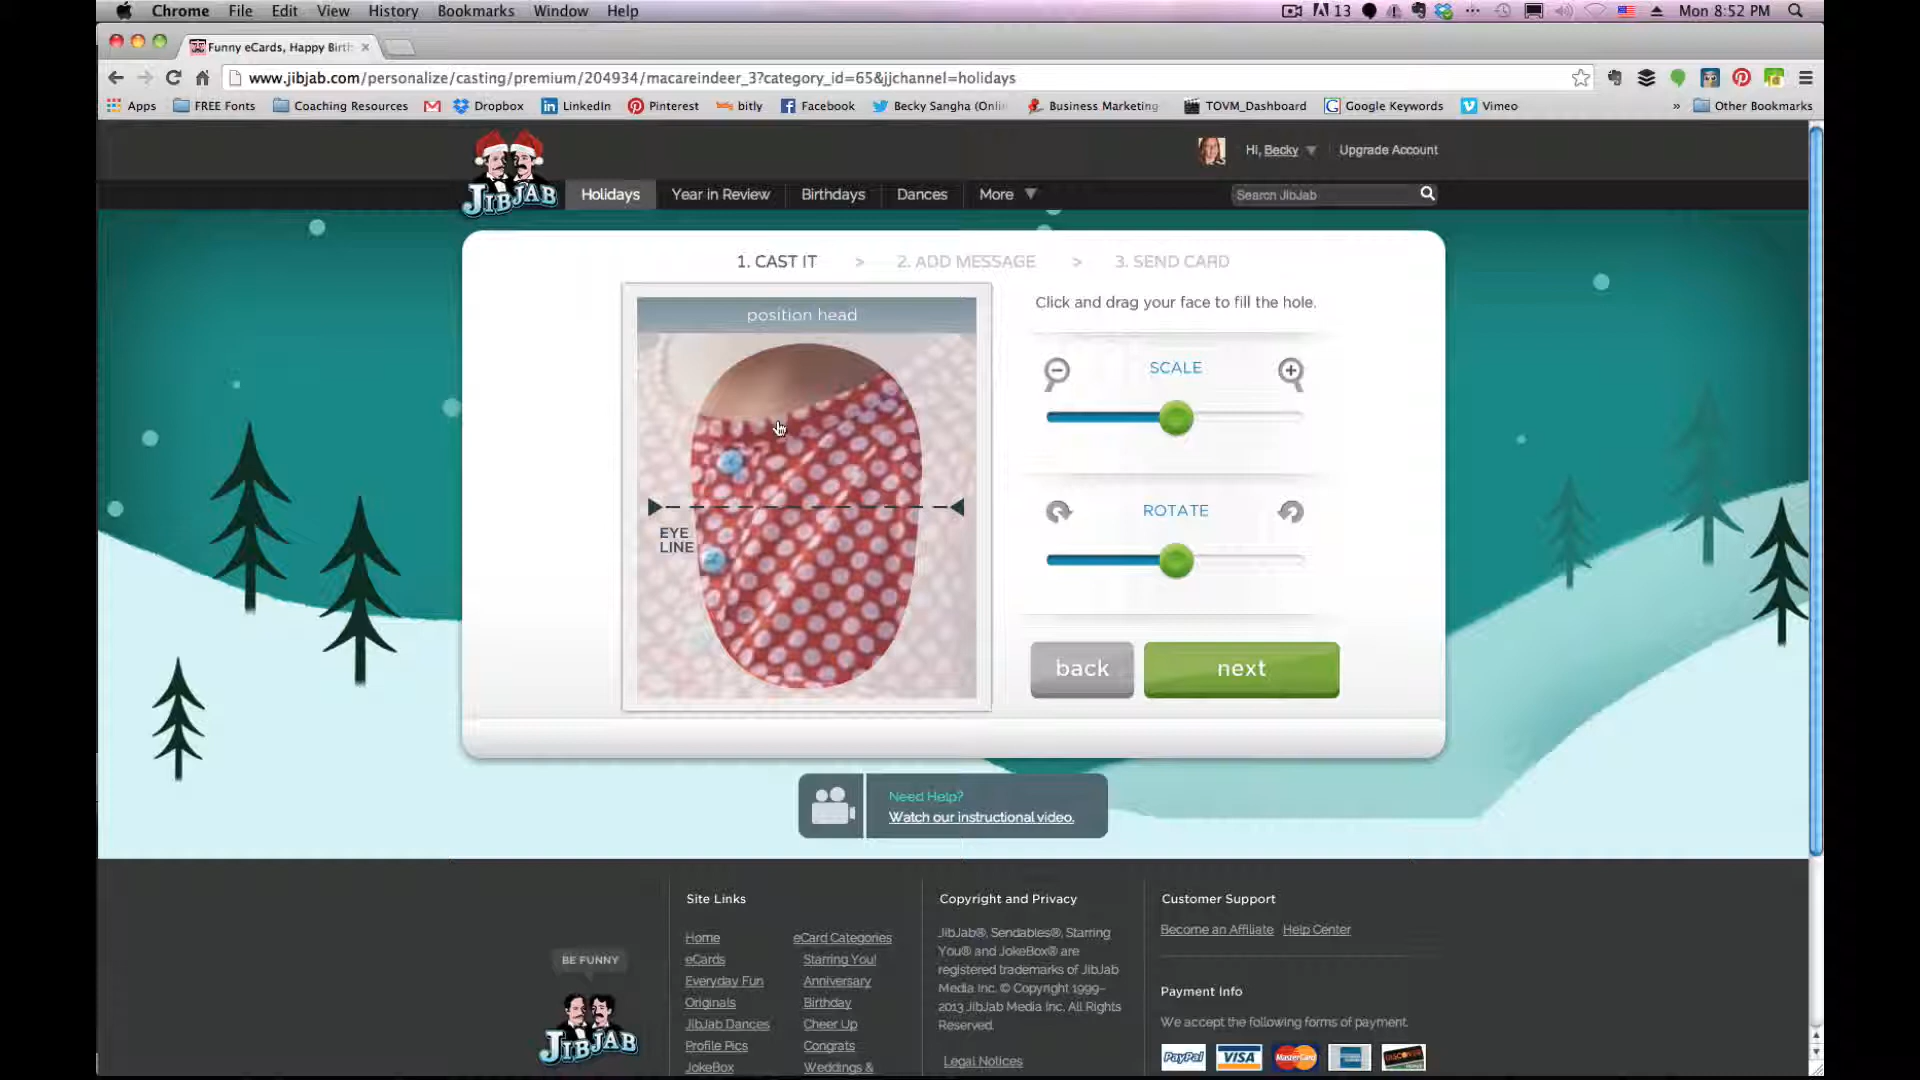 Chrome File Edit View History Bookmarks Window Help
13 Mon 8:52 PM
Funny eCards, Happy Birth
www.jibjab.com/personalize/casting/premium/204934/macareindeer_3?category_id=65&jjchannel=holidays
Apps FREE Fonts Coaching Resources Dropbox LinkedIn Pinterest bitly Facebook Becky Sangha (Onlin Business Marketing TOVM_Dashboard Google Keywords Vimeo » Other Bookmarks
JIBJAB
Hi, Becky Upgrade Account
Holidays Year in Review Birthdays Dances More Search JibJab
1. CAST IT > 2. ADD MESSAGE > 3. SEND CARD
position head
Click and drag your face to fill the hole.
SCALE
EYE
LINE
ROTATE
back next
Need Help?
Watch our instructional video.
BE FUNNY
JIBJAB
Site Links
Home
eCards
Everyday Fun
Originals
JibJab Dances
Profile Pics
JokeBox
eCard Categories
Starring You!
Anniversary
Birthday
Cheer Up
Congrats
Weddings &
Copyright and Privacy
JibJab®, Sendables®, Starring
You® and JokeBox® are
registered trademarks of JibJab
Media Inc. © Copyright 1999-
2013 JibJab Media Inc. All Rights
Reserved.
Legal Notices
Customer Support
Become an Affiliate Help Center
Payment Info
We accept the following forms of payment.
PayPal VISA MasterCard DISCOVER